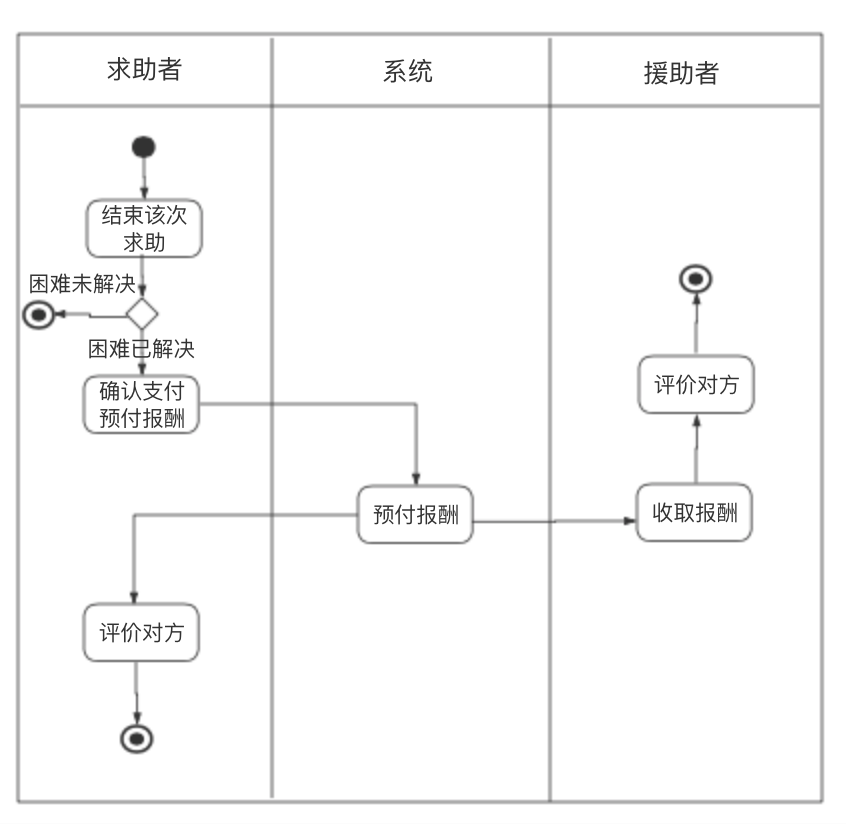 求助者
系统
援助者
结束该次
求助
困难未解决
困难已解决
确认支付
预付报酬
预付报酬
评价对方
收取报酬
评价对方